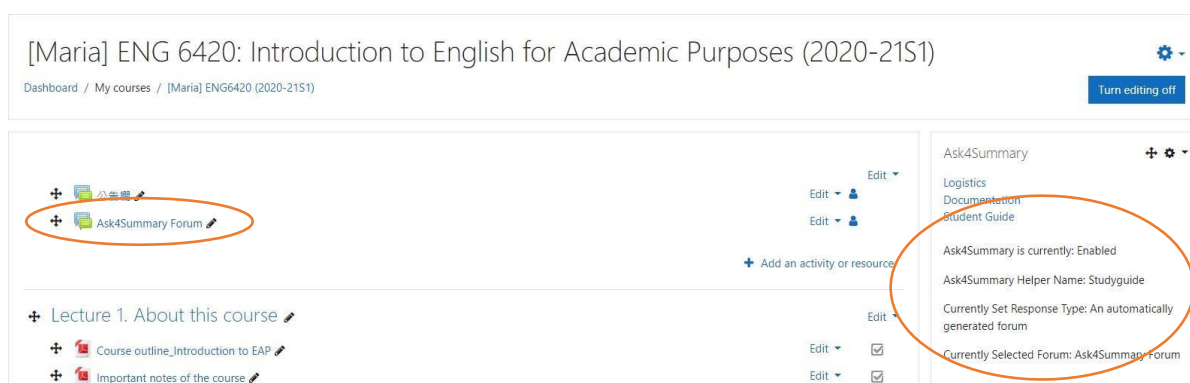 [Maria] ENG 6420: Introduction to English for Academic Purposes (2020-21S1)
Dashboard / My courses / [Maria] ENG6420 (2020-21S1)
Turn editing off
Edit
公告欄
Edit
Ask4Summary Forum
Edit
+ Add an activity or resource
Lecture 1. About this course
Edit
Course outline_Introduction to EAP
Edit
Important notes of the course
Edit
Ask4Summary
Logistics
Documentation
Student Guide
Ask4Summary is currently: Enabled
Ask4Summary Helper Name: Studyguide
Currently Set Response Type: An automatically
generated forum
Currently Selected Forum: Ask4Summary Forum